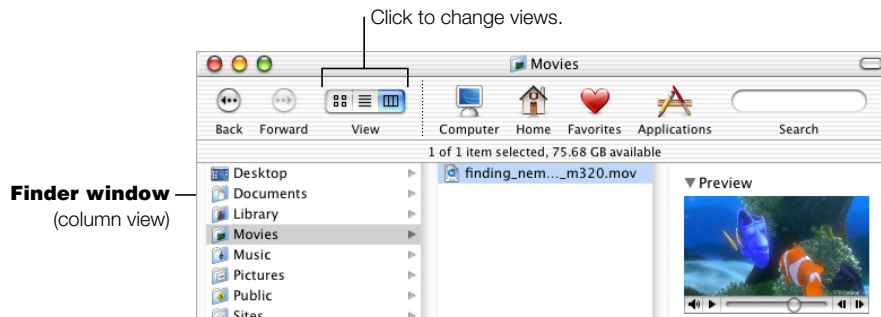 Click to change views.
Movies
Back Forward View Computer Home Favorites Applications Search
1 of 1 item selected, 75.68 GB available
Finder window
(column view)
Desktop
Documents
Library
Movies
Music
Pictures
Public
Sites
finding_nem..._m320.mov
Preview